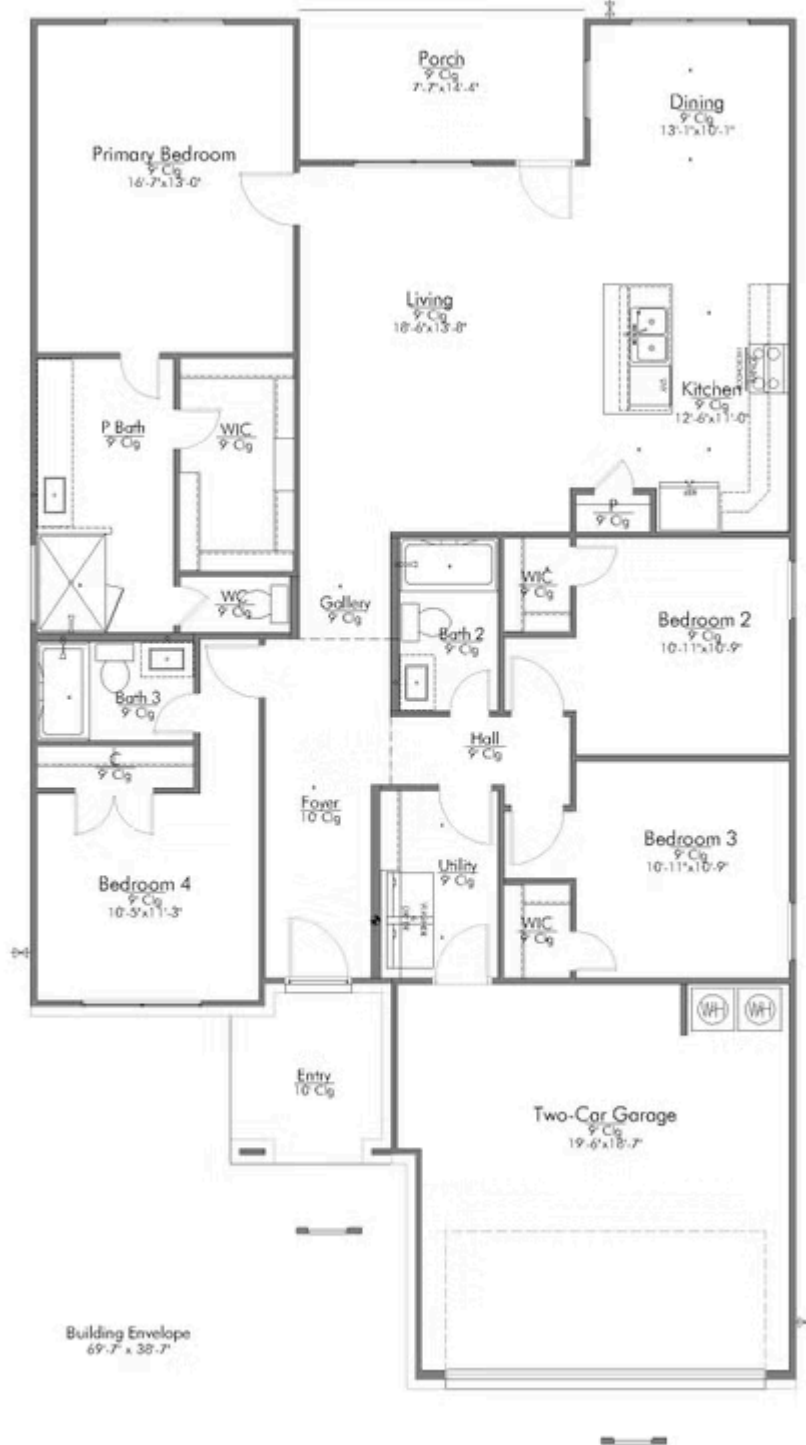 Porch
9' Clg
7'-7"x14'-4"
Dining
9' Clg
13'-1"x10'-1"
Primary Bedroom
9' Clg
16'-7"x13'-0"
Living
9' Clg
18'-6"x13'-8"
Kitchen
9' Clg
12'-6"x11'-0"
P Bath
9' Clg
WIC
9' Clg
P
9' Clg
WC
9' Clg
Gallery
9' Clg
Bath 2
9' Clg
WIC
9' Clg
Bedroom 2
9' Clg
10'-11"x10'-9"
Bath 3
9' Clg
C
9' Clg
Hall
9' Clg
Foyer
10' Clg
Utility
9' Clg
Bedroom 3
9' Clg
10'-11"x10'-9"
Bedroom 4
9' Clg
10'-5"x11'-3"
WIC
9' Clg
WH
WH
Entry
10' Clg
Two-Car Garage
9' Clg
19'-6"x18'-7"
Building Envelope
69'-7" x 38'-7"